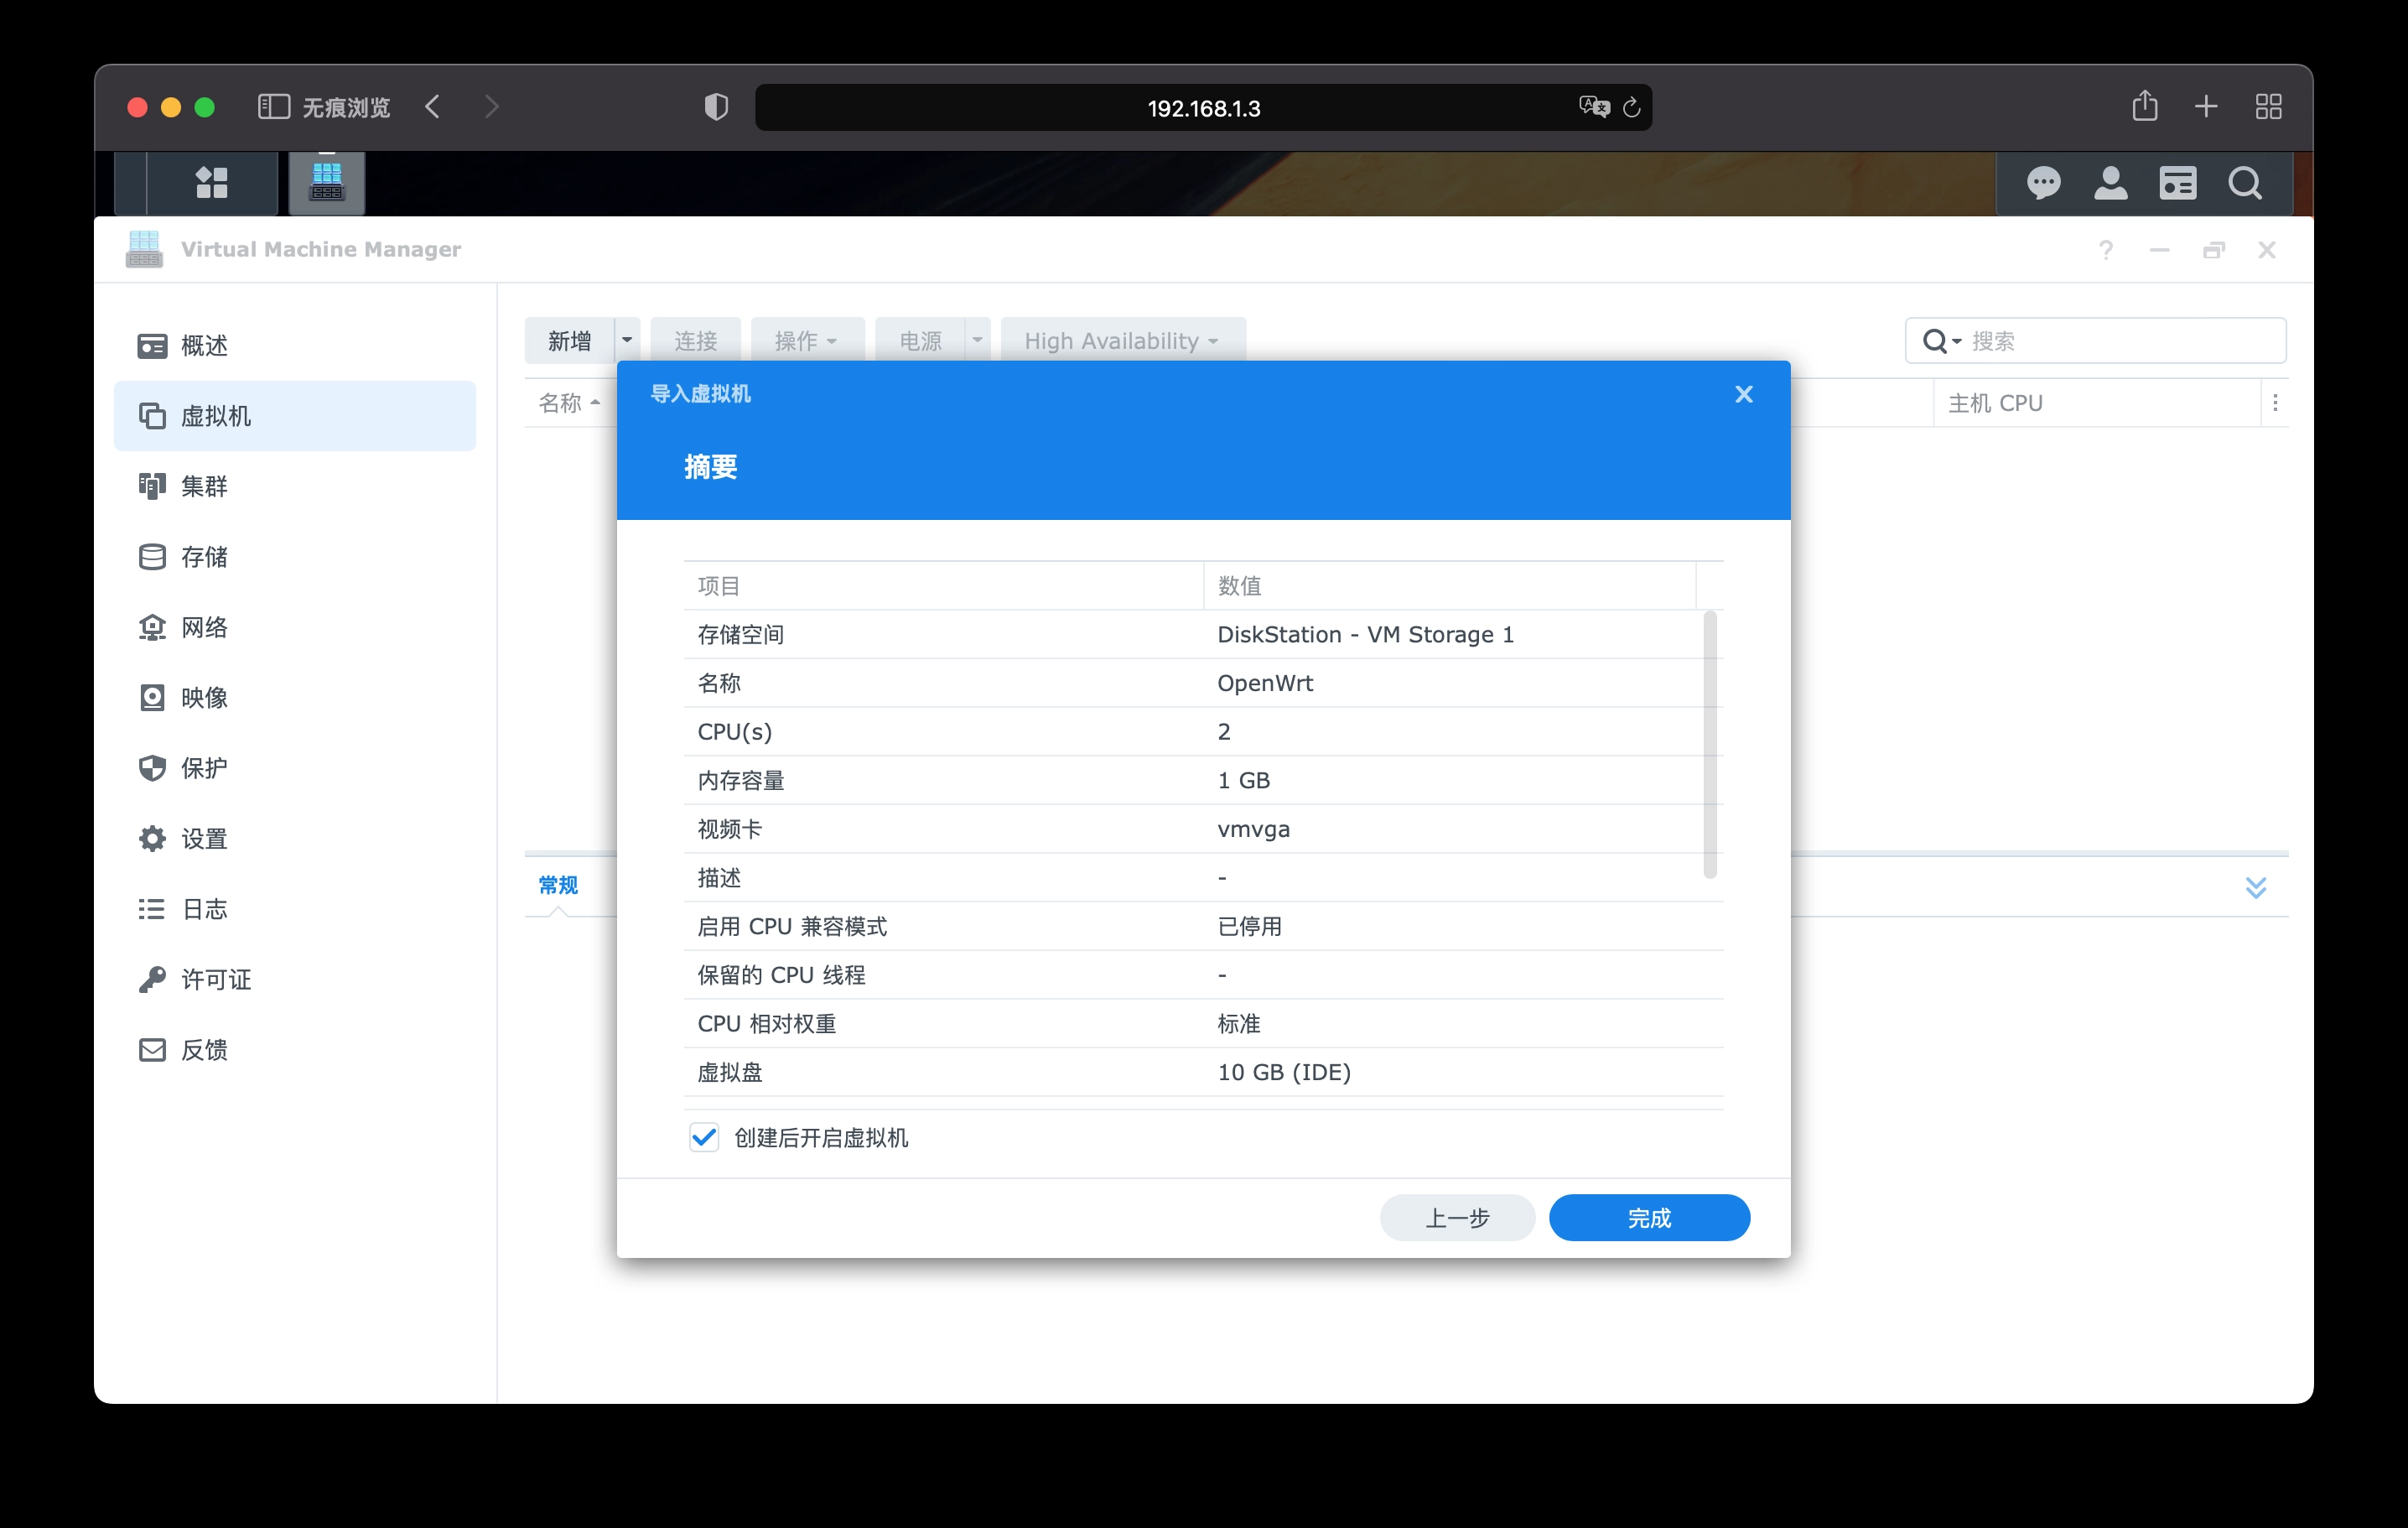 无痕浏览
192.168.1.3
Virtual Machine Manager
概述
虚拟机
集群
存储
网络
映像
保护
设置
日志
许可证
反馈
新增 连接 操作 电源 High Availability 搜索
名称 主机 CPU
常规
导入虚拟机
摘要
项目 数值
存储空间 DiskStation - VM Storage 1
名称 OpenWrt
CPU(s) 2
内存容量 1 GB
视频卡 vmvga
描述 -
启用 CPU 兼容模式 已停用
保留的 CPU 线程 -
CPU 相对权重 标准
虚拟盘 10 GB (IDE)
创建后开启虚拟机
上一步 完成